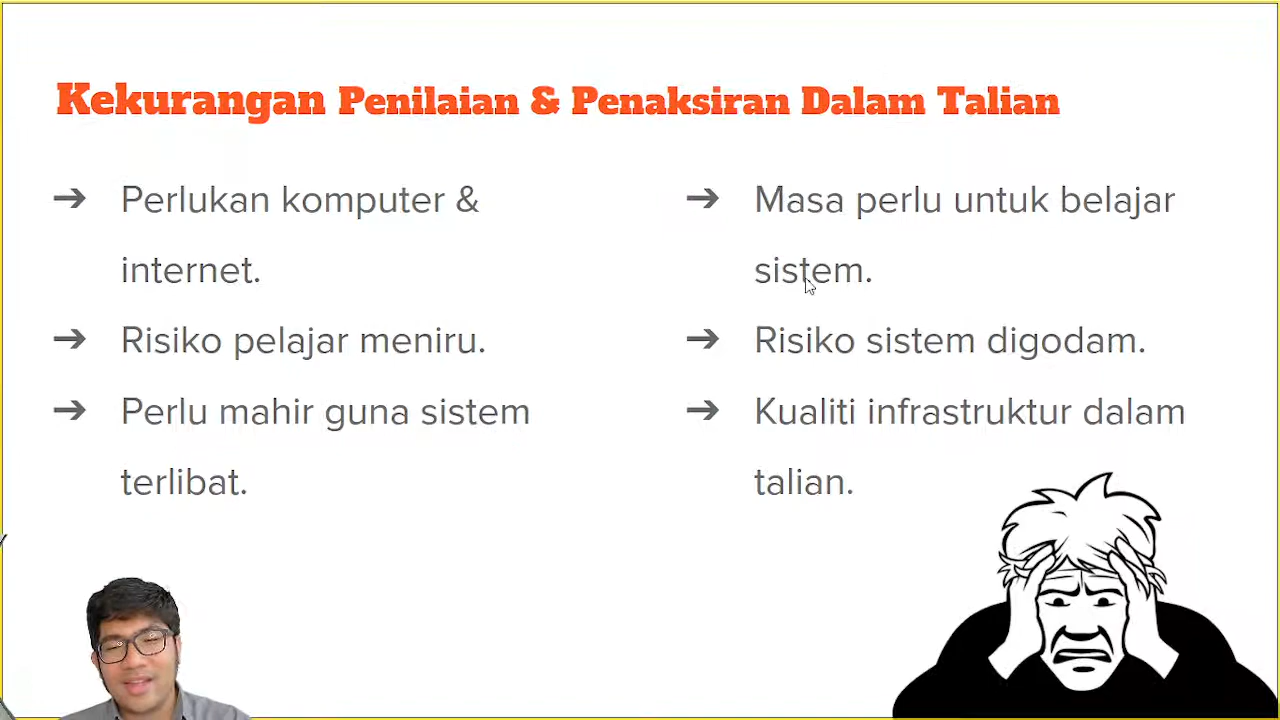 Kekurangan Penilaian & Penaksiran Dalam Talian
➔ Perlukan komputer &
internet.
➔ Risiko pelajar meniru.
➔ Perlu mahir guna sistem
terlibat.
➔ Masa perlu untuk belajar
sistem.
➔ Risiko sistem digodam.
➔ Kualiti infrastruktur dalam
talian.